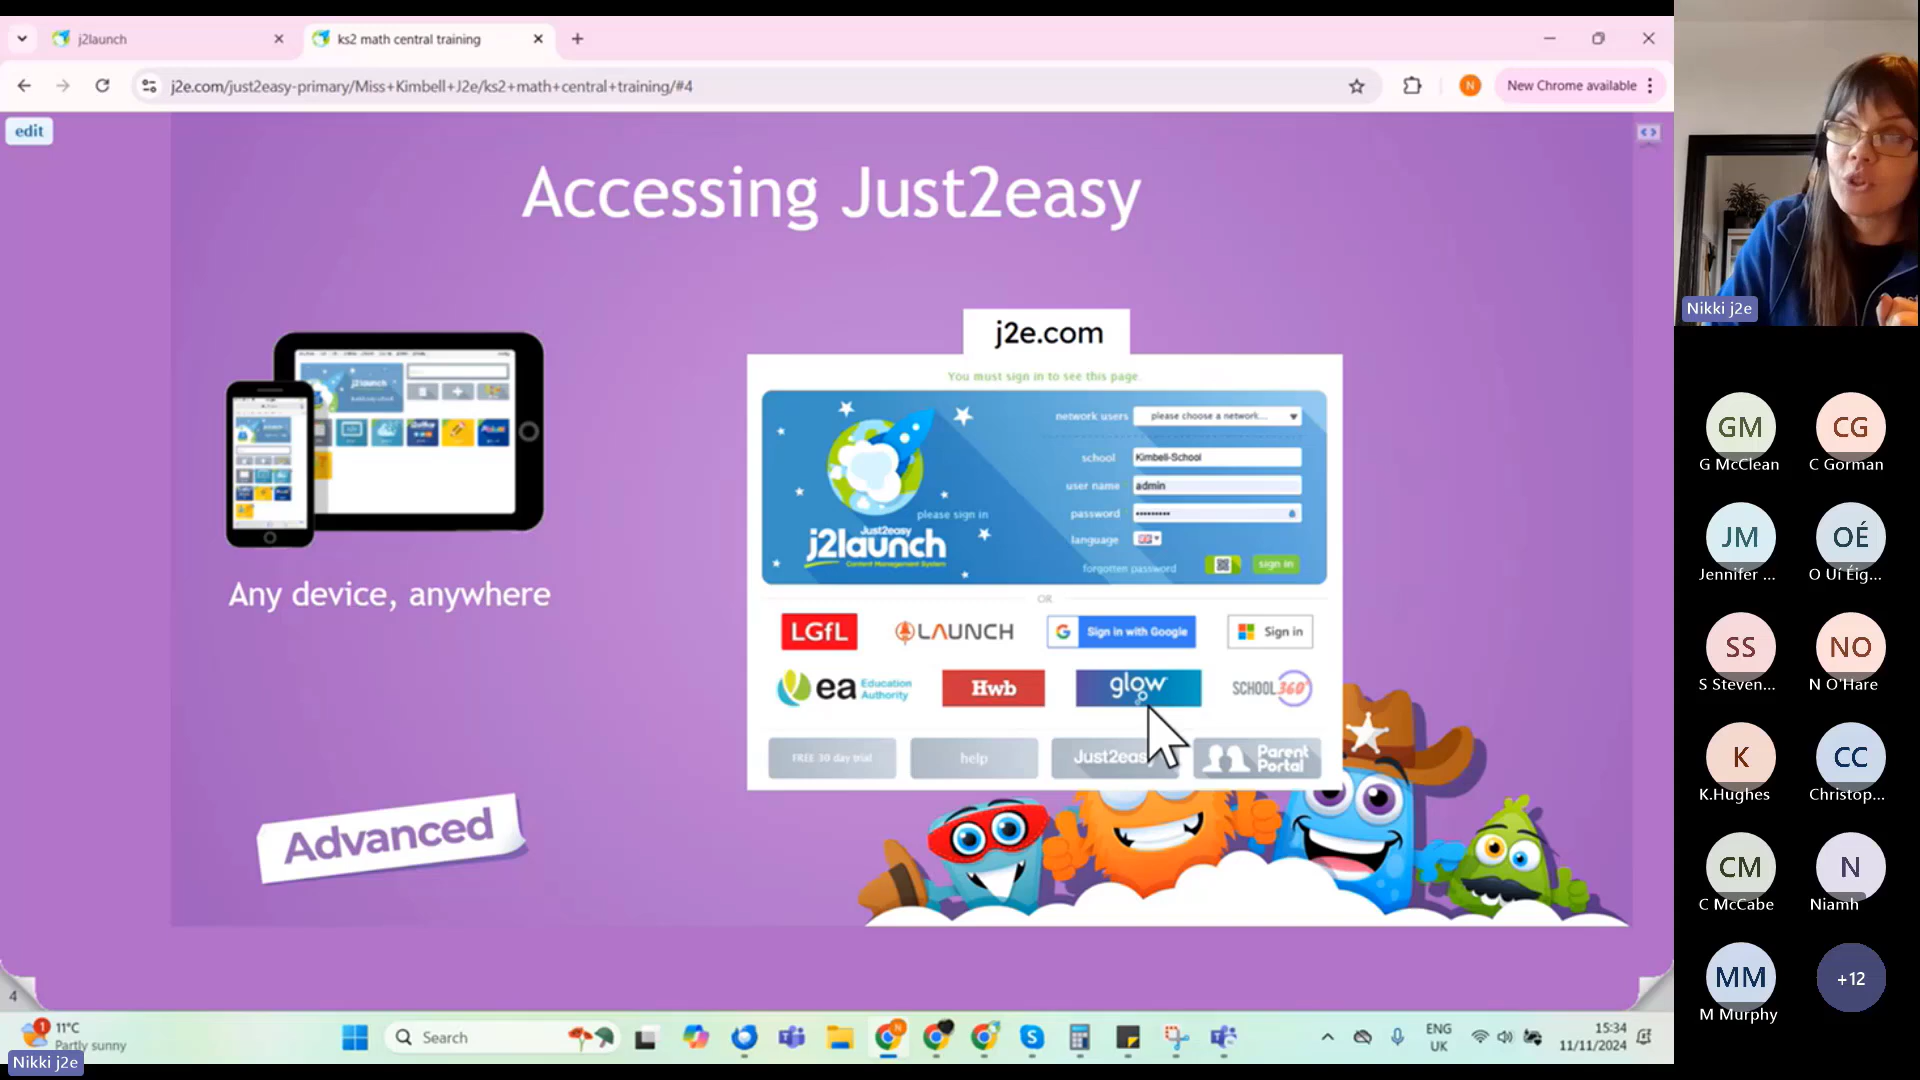 j2launch
ks2 math central training
j2e.com/just2easy-primary/Miss+Kimbell+J2e/ks2+math+central+training/#4
N
New Chrome available
edit
Accessing Just2easy
j2e.com
You must sign in to see this page.
network users
please choose a network....
school
Kimbell-School
user name
admin
please sign in
password
Just2easy
j2launch
Content Management System
language
forgotten password
sign in
OR
LGfL
LAUNCH
Sign in with Google
Sign in
ea Education Authority
Hwb
glow
SCHOOL 360°
FREE 30 day trial
help
Just2easy
Parent Portal
Any device, anywhere
Advanced
4
1
11°C
Partly sunny
Search
ENG
UK
15:34
11/11/2024
Nikki j2e
Nikki j2e
GM
G McClean
CG
C Gorman
JM
Jennifer ...
OÉ
O Uí Éig...
SS
S Steven...
NO
N O'Hare
K
K.Hughes
CC
Christop...
CM
C McCabe
N
Niamh
MM
M Murphy
+12